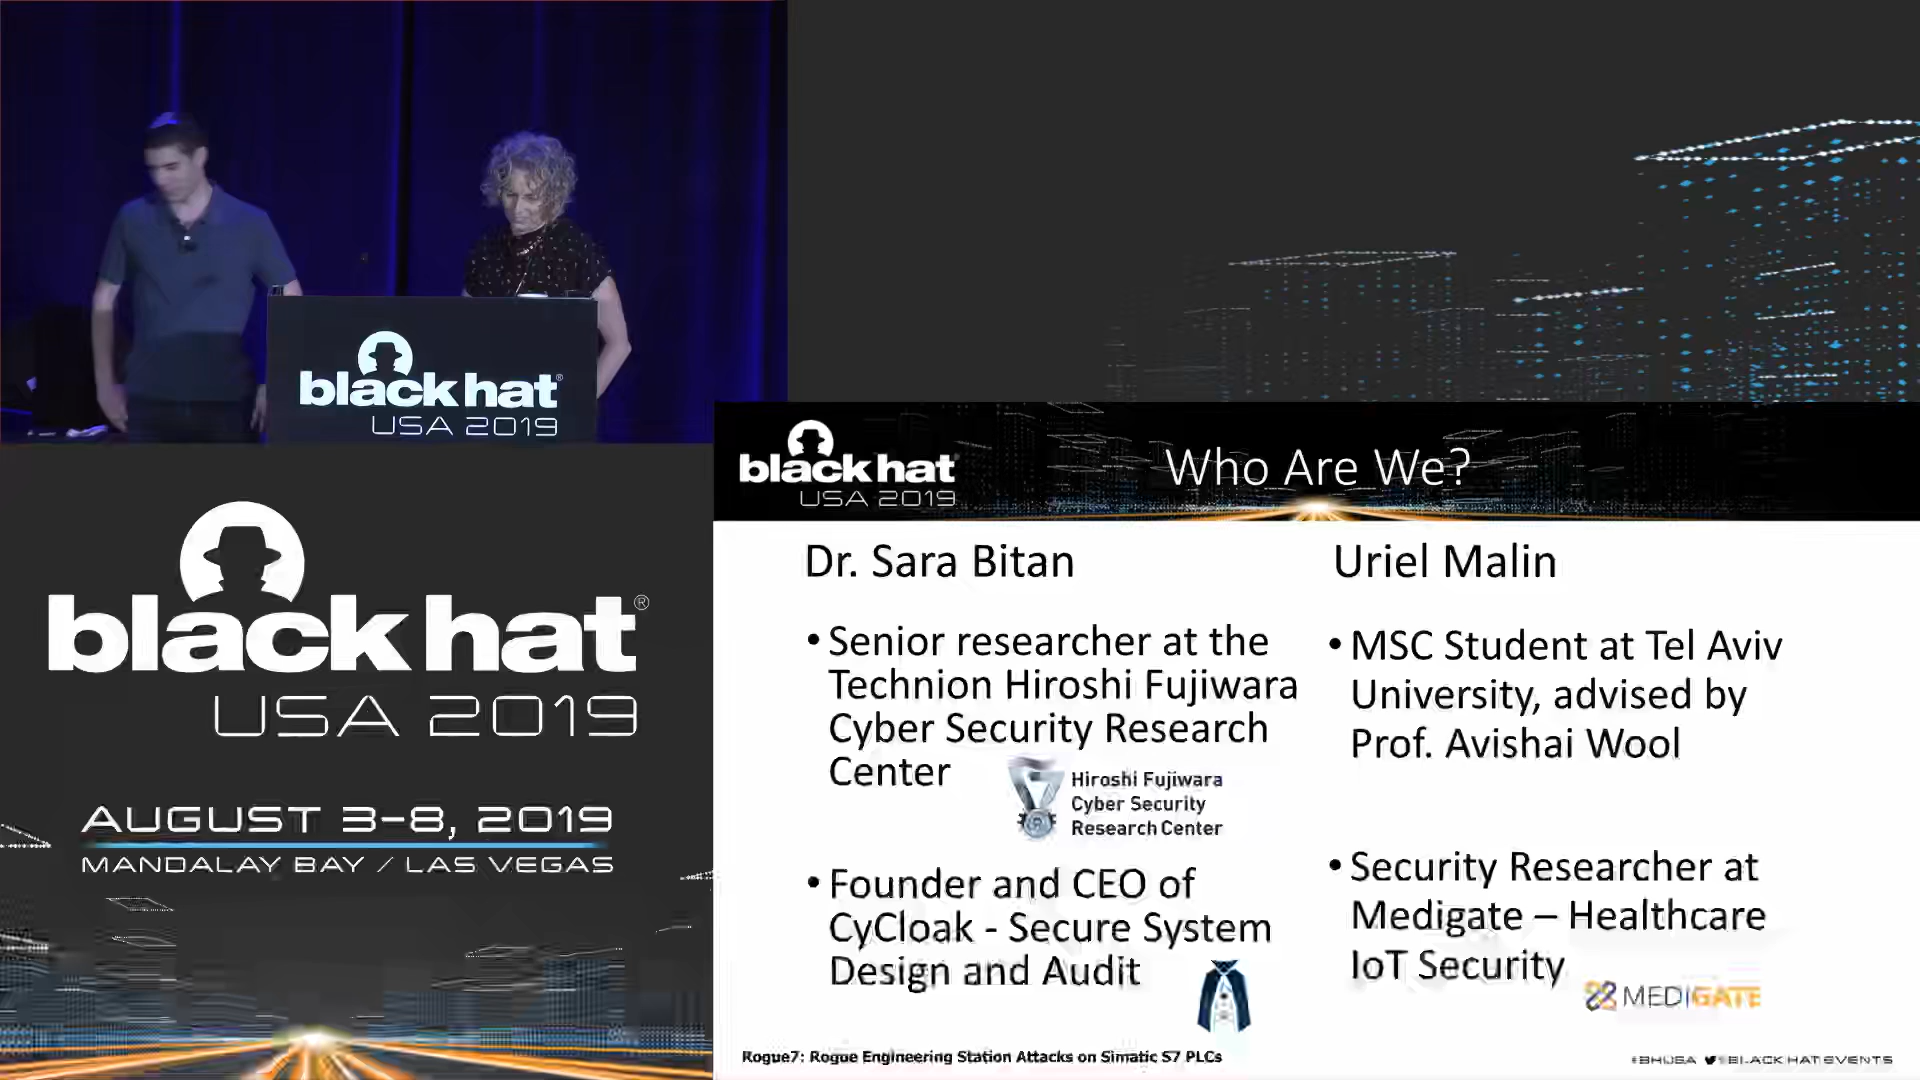 black hat®
USA 2019
black hat®
USA 2019
AUGUST 3–8, 2019
MANDALAY BAY / LAS VEGAS
black hat
USA 2019
Who Are We?
Dr. Sara Bitan
• Senior researcher at the
Technion Hiroshi Fujiwara
Cyber Security Research
Center
Hiroshi Fujiwara
Cyber Security
Research Center
• Founder and CEO of
CyCloak - Secure System
Design and Audit
Uriel Malin
• MSC Student at Tel Aviv
University, advised by
Prof. Avishai Wool
• Security Researcher at
Medigate – Healthcare
IoT Security
MEDIGATE
Rogue7: Rogue Engineering Station Attacks on Simatic S7 PLCs
#BHUSA @BLACK HAT EVENTS